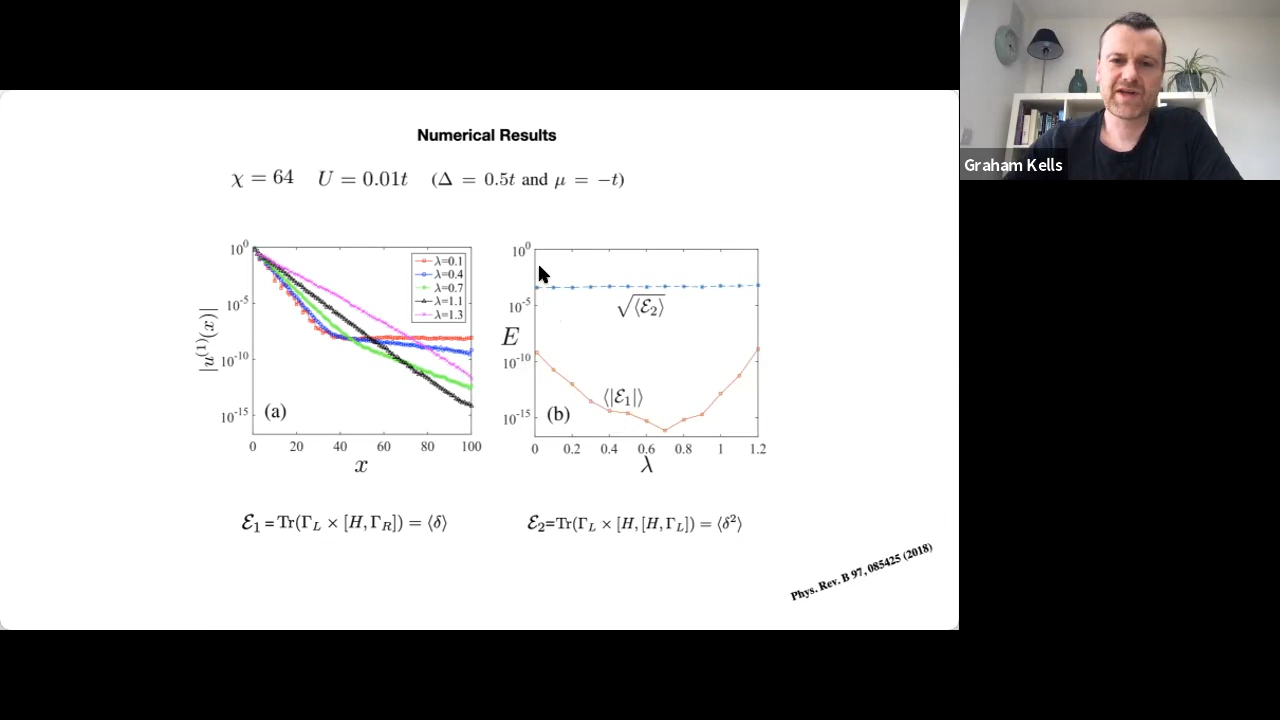 Graham Kells
Numerical Results
χ = 64 U = 0.01t (Δ = 0.5t and μ = −t)
10^0
10^-5
10^-10
10^-15
|u^(1)(x)|
λ=0.1
λ=0.4
λ=0.7
λ=1.1
λ=1.3
(a)
0 20 40 60 80 100
x
10^0
10^-5
10^-10
10^-15
E
√⟨ℰ₂⟩
⟨|ℰ₁|⟩
(b)
0 0.2 0.4 0.6 0.8 1 1.2
λ
ℰ₁ = Tr(Γ_L × [H, Γ_R]) = ⟨δ⟩
ℰ₂=Tr(Γ_L × [H, [H, Γ_L]) = ⟨δ²⟩
Phys. Rev. B 97, 085425 (2018)